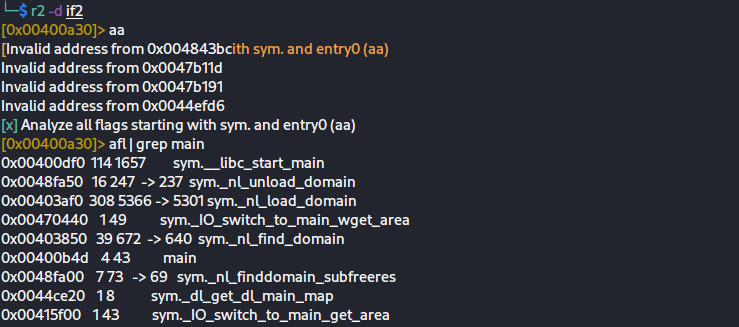 └─$ r2 -d if2
[0x00400a30]> aa
[Invalid address from 0x004843bcith sym. and entry0 (aa)
Invalid address from 0x0047b11d
Invalid address from 0x0047b191
Invalid address from 0x0044efd6
[x] Analyze all flags starting with sym. and entry0 (aa)
[0x00400a30]> afl | grep main
0x00400df0 114 1657 sym.__libc_start_main
0x0048fa50 16 247 -> 237 sym._nl_unload_domain
0x00403af0 308 5366 -> 5301 sym._nl_load_domain
0x00470440 1 49 sym._IO_switch_to_main_wget_area
0x00403850 39 672 -> 640 sym._nl_find_domain
0x00400b4d 4 43 main
0x0048fa00 7 73 -> 69 sym._nl_finddomain_subfreeres
0x0044ce20 1 8 sym._dl_get_dl_main_map
0x00415f00 1 43 sym._IO_switch_to_main_get_area